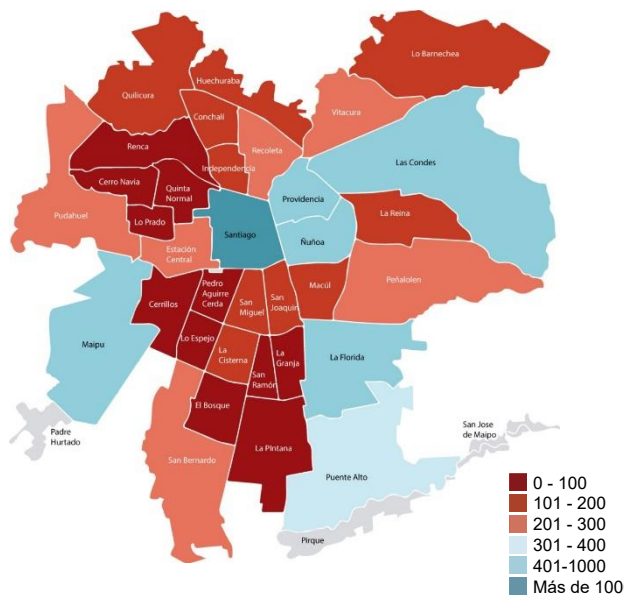 Lo Barnechea
Huechuraba
Quilicura
Vitacura
Conchalí
Renca
Recoleta
Las Condes
Independencia
Cerro Navia
Quinta
Normal
Providencia
La Reina
Pudahuel
Lo Prado
Santiago
Ñuñoa
Estación
Central
Peñalolen
Pedro
Aguirre
Cerda
Macúl
Cerrillos
San
Miguel
San
Joaquín
Maipu
Lo Espejo
La
Cisterna
La
Granja
La Florida
San
Ramón
El Bosque
Padre
Hurtado
San Jose
de Maipo
La PIntana
San Bernardo
Puente Alto
Pirque
0 - 100
101 - 200
201 - 300
301 - 400
401-1000
Más de 100